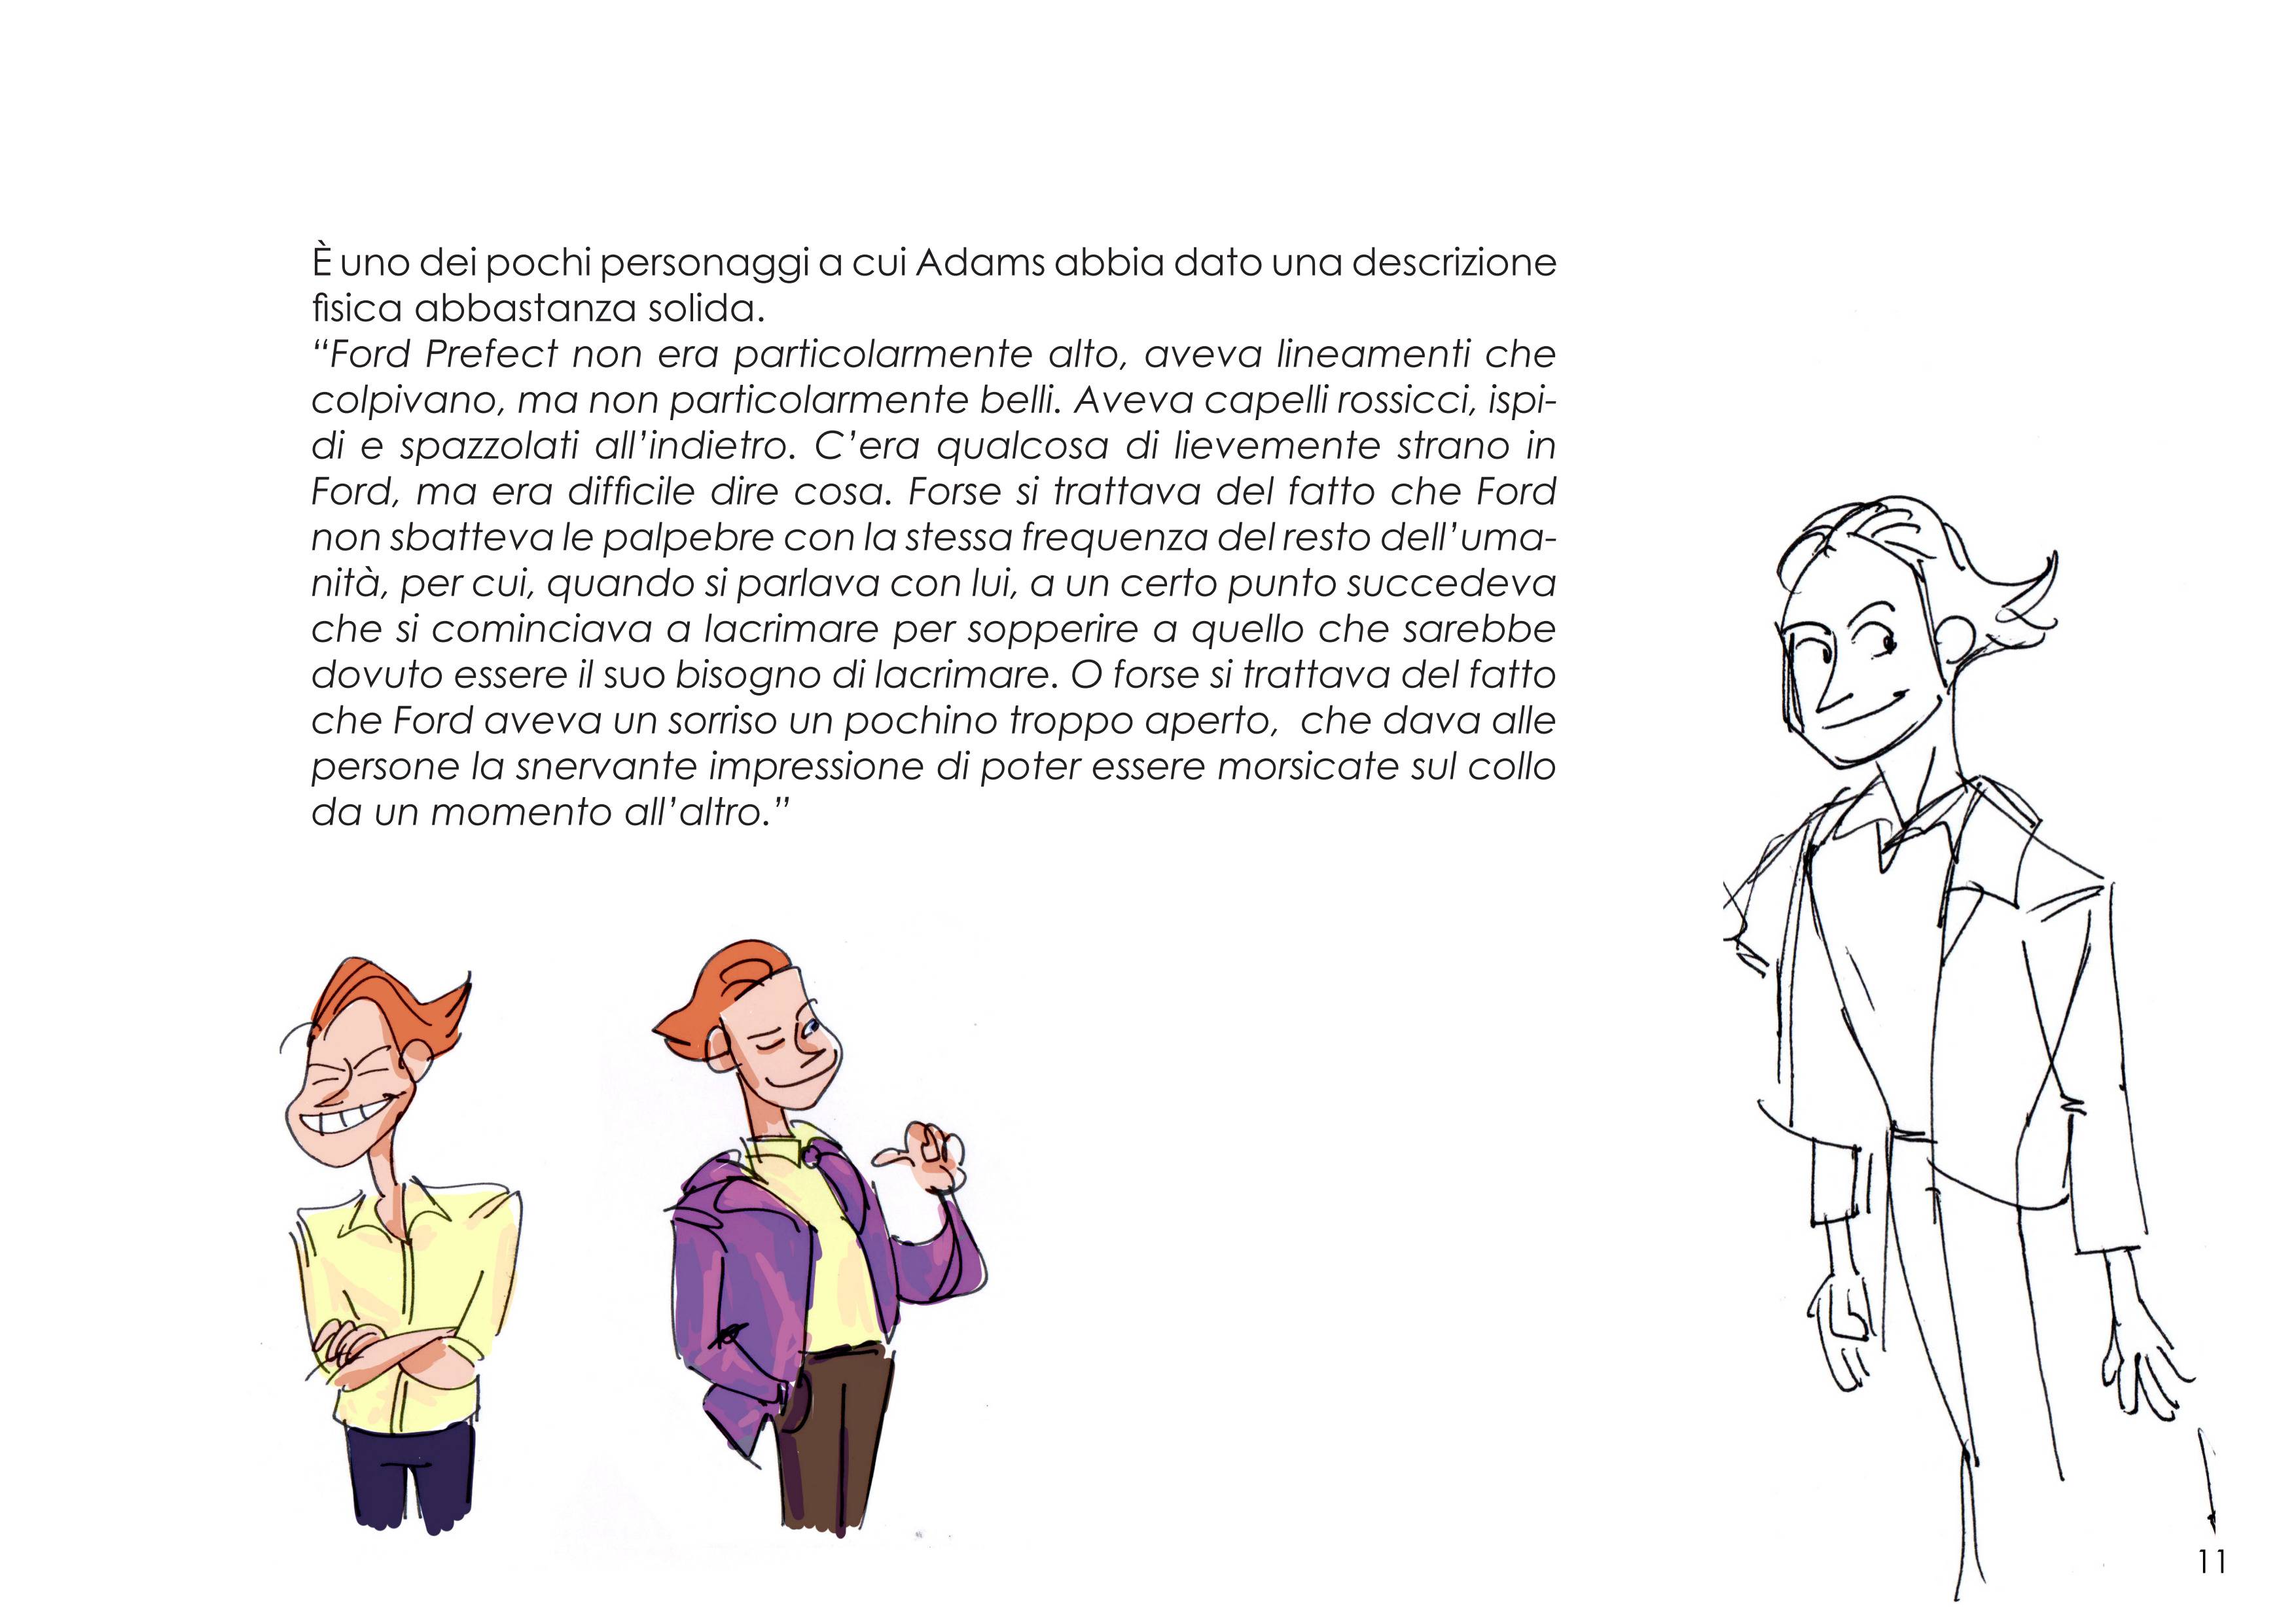 È uno dei pochi personaggi a cui Adams abbia dato una descrizione
fisica abbastanza solida.
“Ford Prefect non era particolarmente alto, aveva lineamenti che
colpivano, ma non particolarmente belli. Aveva capelli rossicci, ispi-
di e spazzolati all’indietro. C’era qualcosa di lievemente strano in
Ford, ma era difficile dire cosa. Forse si trattava del fatto che Ford
non sbatteva le palpebre con la stessa frequenza del resto dell’uma-
nità, per cui, quando si parlava con lui, a un certo punto succedeva
che si cominciava a lacrimare per sopperire a quello che sarebbe
dovuto essere il suo bisogno di lacrimare. O forse si trattava del fatto
che Ford aveva un sorriso un pochino troppo aperto, che dava alle
persone la snervante impressione di poter essere morsicate sul collo
da un momento all’altro.”
11